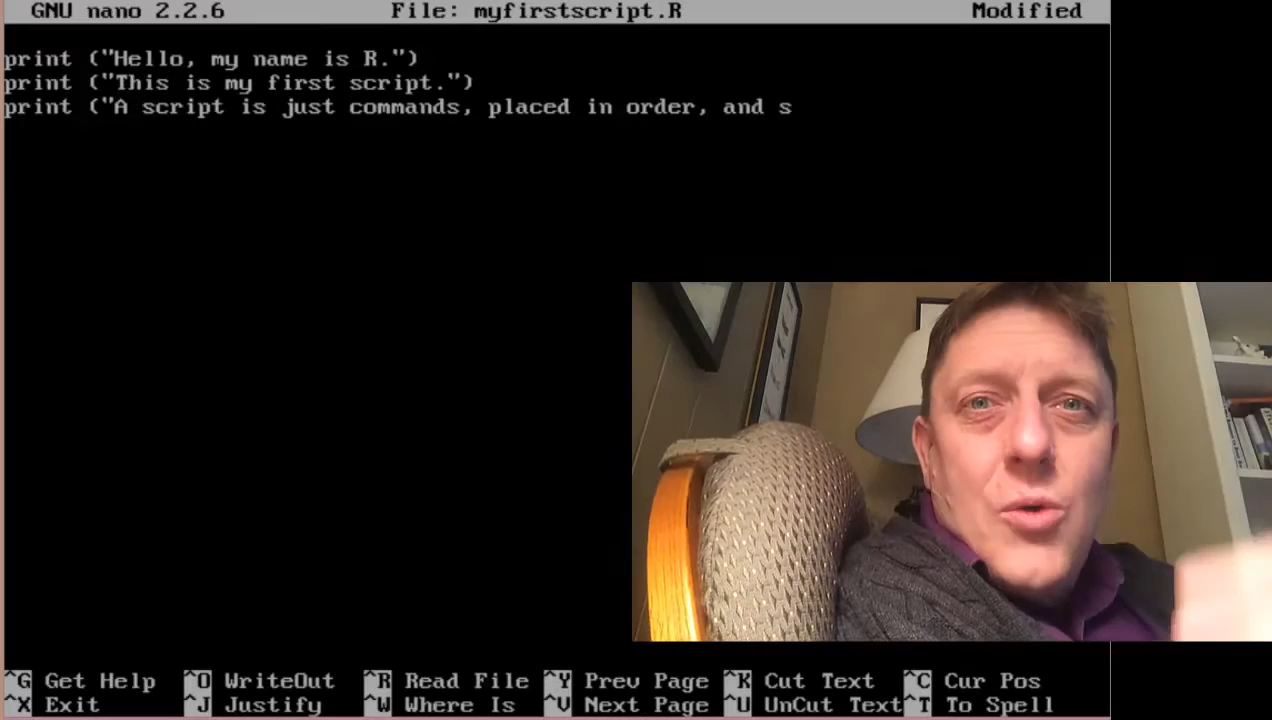 GNU nano 2.2.6 File: myfirstscript.R Modified
print ("Hello, my name is R.")
print ("This is my first script.")
print ("A script is just commands, placed in order, and s
^G Get Help ^O WriteOut ^R Read File ^Y Prev Page ^K Cut Text ^C Cur Pos
^X Exit ^J Justify ^W Where Is ^V Next Page ^U UnCut Text ^T To Spell